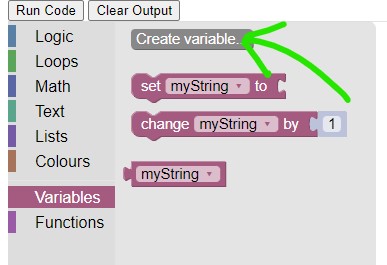 Run Code Clear Output
Logic
Loops
Math
Text
Lists
Colours
Variables
Functions
Create variable...
set myString to
change myString by 1
myString